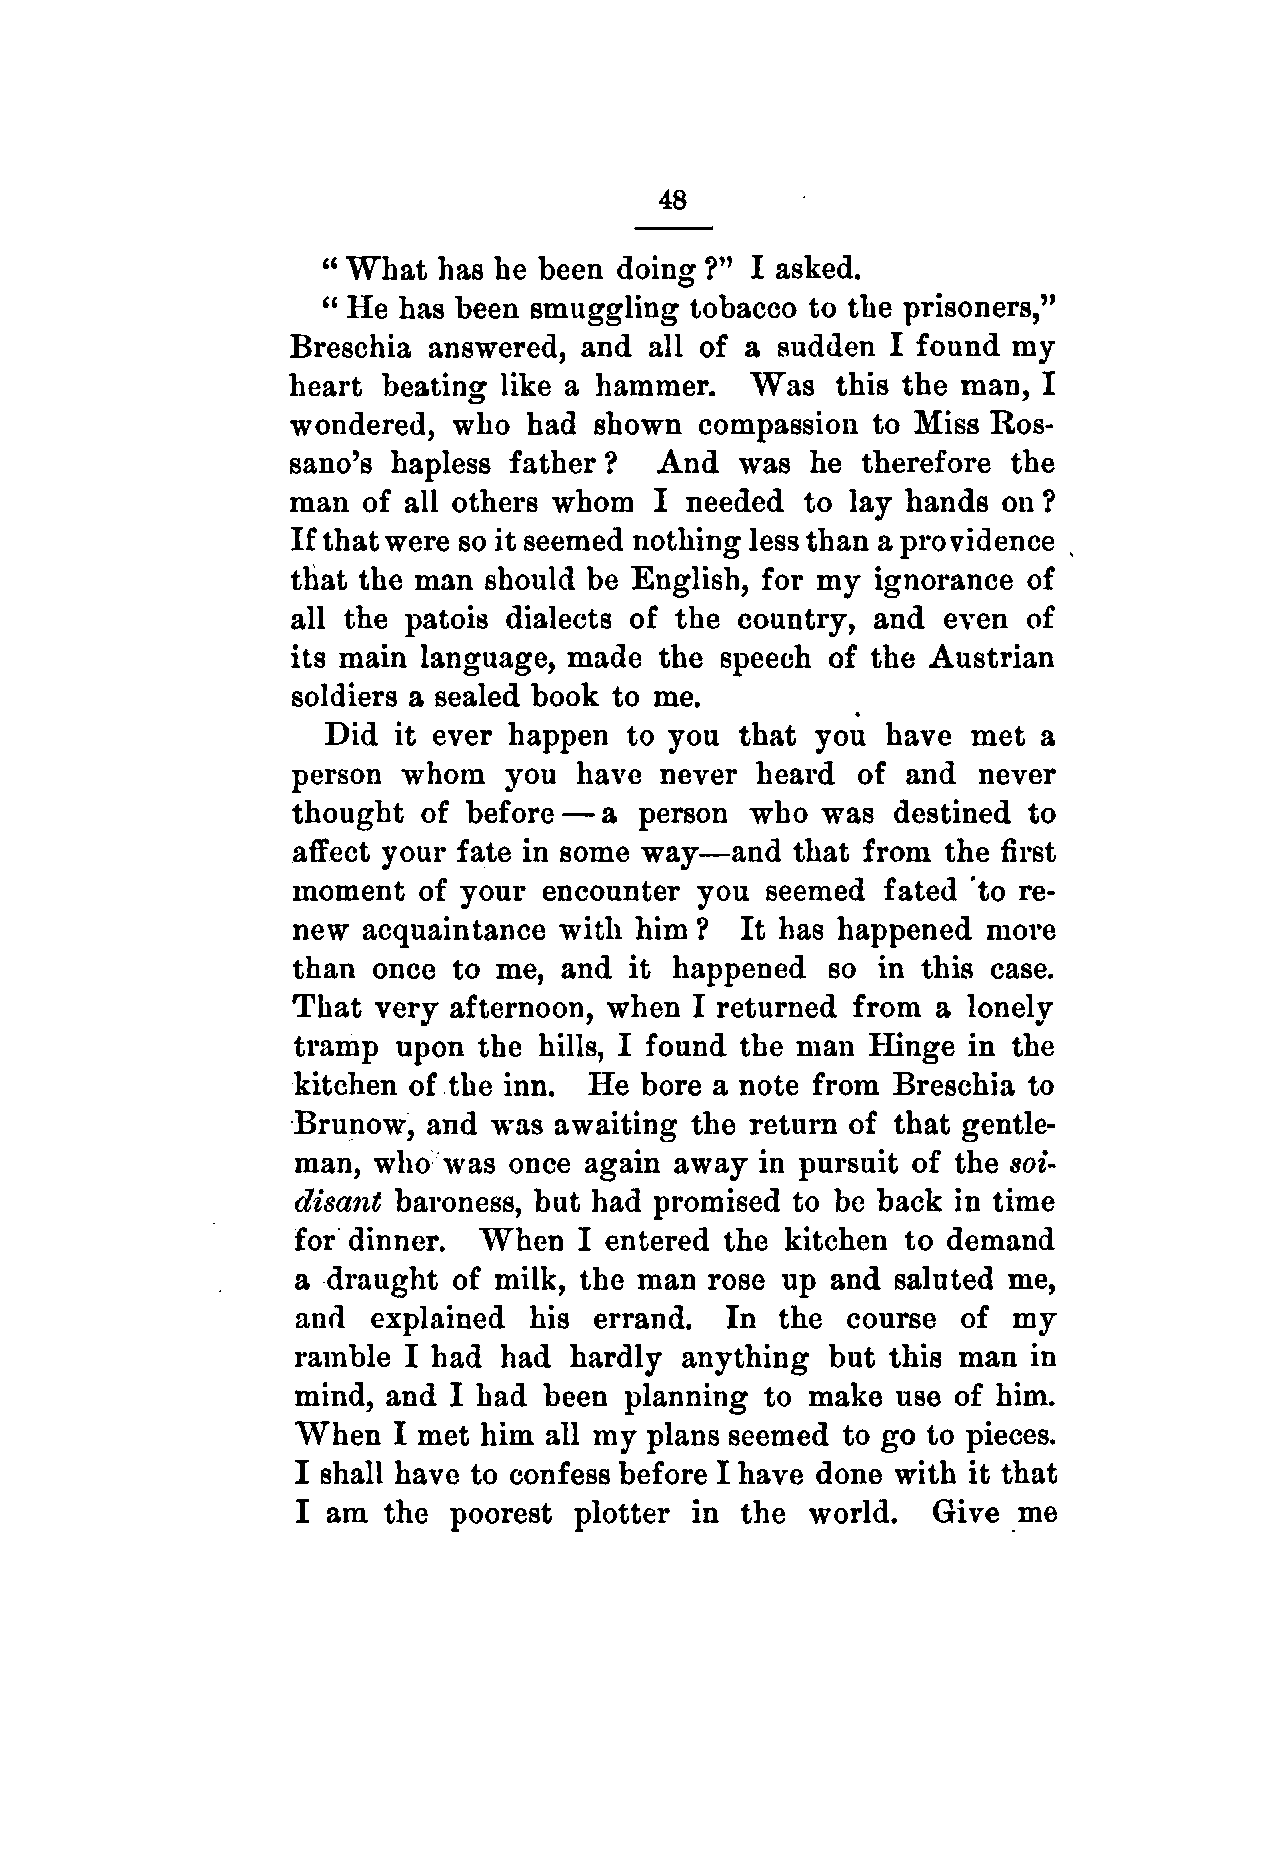 48
“ What has he been doing ?” I asked.
“ He has been smuggling tobacco to the prisoners,”
Breschia answered, and all of a sudden I found my
heart beating like a hammer. Was this the man, I
wondered, who had shown compassion to Miss Ros-
sano’s hapless father ? And was he therefore the
man of all others whom I needed to lay hands on ?
If that were so it seemed nothing less than a providence
that the man should be English, for my ignorance of
all the patois dialects of the country, and even of
its main language, made the speech of the Austrian
soldiers a sealed book to me.
Did it ever happen to you that you have met a
person whom you have never heard of and never
thought of before — a person who was destined to
affect your fate in some way—and that from the first
moment of your encounter you seemed fated to re-
new acquaintance with him ? It has happened more
than once to me, and it happened so in this case.
That very afternoon, when I returned from a lonely
tramp upon the hills, I found the man Hinge in the
kitchen of the inn. He bore a note from Breschia to
Brunow, and was awaiting the return of that gentle-
man, who was once again away in pursuit of the soi-
disant baroness, but had promised to be back in time
for dinner. When I entered the kitchen to demand
a draught of milk, the man rose up and saluted me,
and explained his errand. In the course of my
ramble I had had hardly anything but this man in
mind, and I had been planning to make use of him.
When I met him all my plans seemed to go to pieces.
I shall have to confess before I have done with it that
I am the poorest plotter in the world. Give me